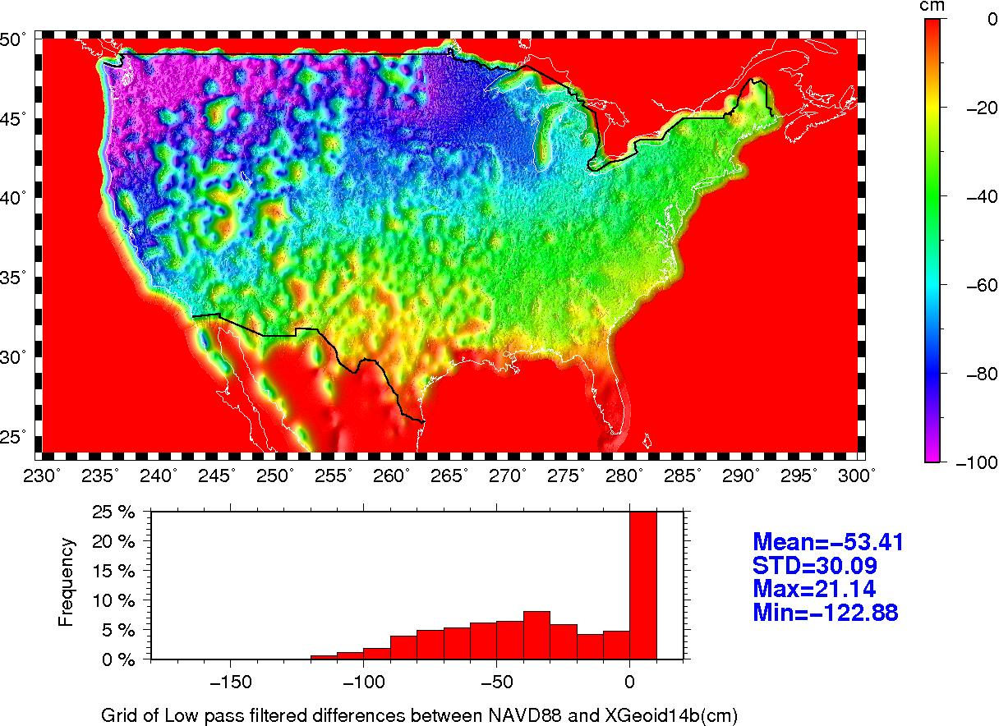 cm
0
−20
−40
−60
−80
−100
50°
45°
40°
35°
30°
25°
230° 235° 240° 245° 250° 255° 260° 265° 270° 275° 280° 285° 290° 295° 300°
25 %
20 %
15 %
10 %
5 %
0 %
Frequency
−150 −100 −50 0
Mean=−53.41
STD=30.09
Max=21.14
Min=−122.88
Grid of Low pass filtered differences between NAVD88 and XGeoid14b(cm)